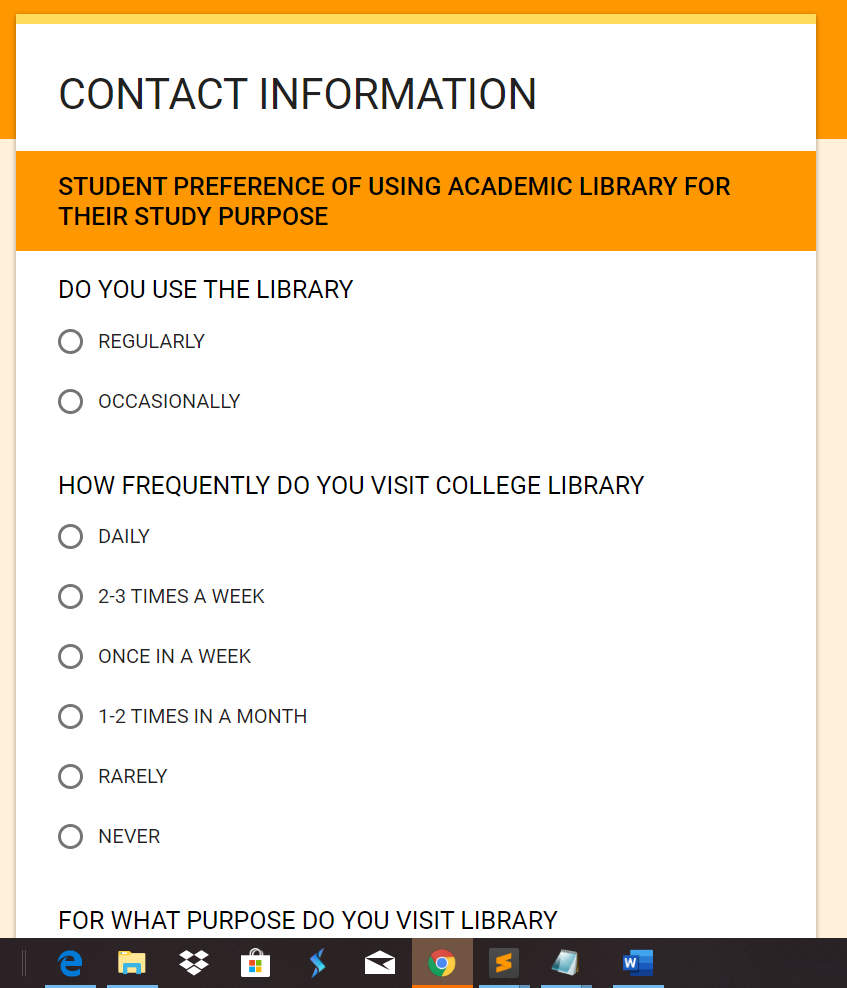 CONTACT INFORMATION
STUDENT PREFERENCE OF USING ACADEMIC LIBRARY FOR
THEIR STUDY PURPOSE
DO YOU USE THE LIBRARY
REGULARLY
OCCASIONALLY
HOW FREQUENTLY DO YOU VISIT COLLEGE LIBRARY
DAILY
2-3 TIMES A WEEK
ONCE IN A WEEK
1-2 TIMES IN A MONTH
RARELY
NEVER
FOR WHAT PURPOSE DO YOU VISIT LIBRARY